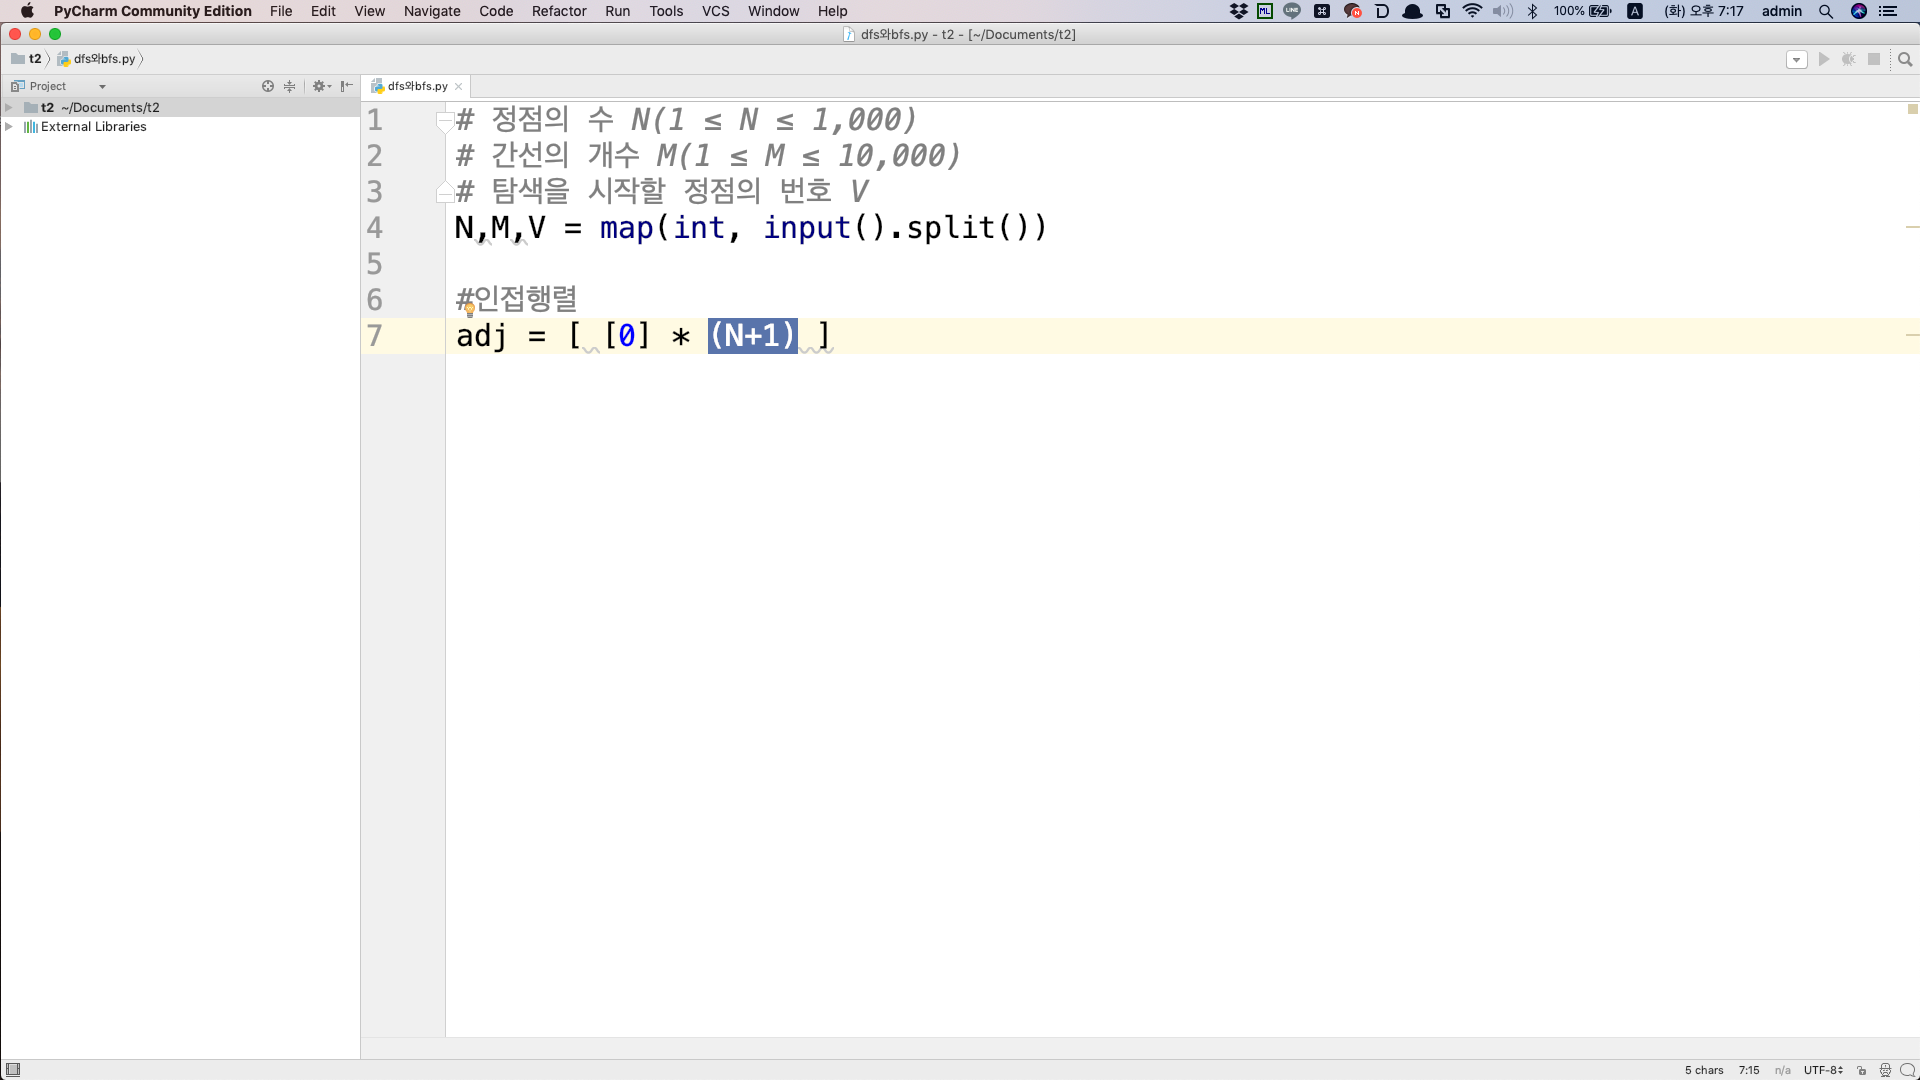 PyCharm Community Edition File Edit View Navigate Code Refactor Run Tools VCS Window Help ML LINE N D 100% A (화) 오후 7:17 admin
dfs와bfs.py - t2 - [~/Documents/t2]
t2 dfs와bfs.py
Project dfs와bfs.py
t2 ~/Documents/t2
External Libraries
1 # 정점의 수 N(1 ≤ N ≤ 1,000)
2 # 간선의 개수 M(1 ≤ M ≤ 10,000)
3 # 탐색을 시작할 정점의 번호 V
4 N,M,V = map(int, input().split())
5
6 #인접행렬
7 adj = [ [0] * (N+1) ]
5 chars 7:15 n/a UTF-8